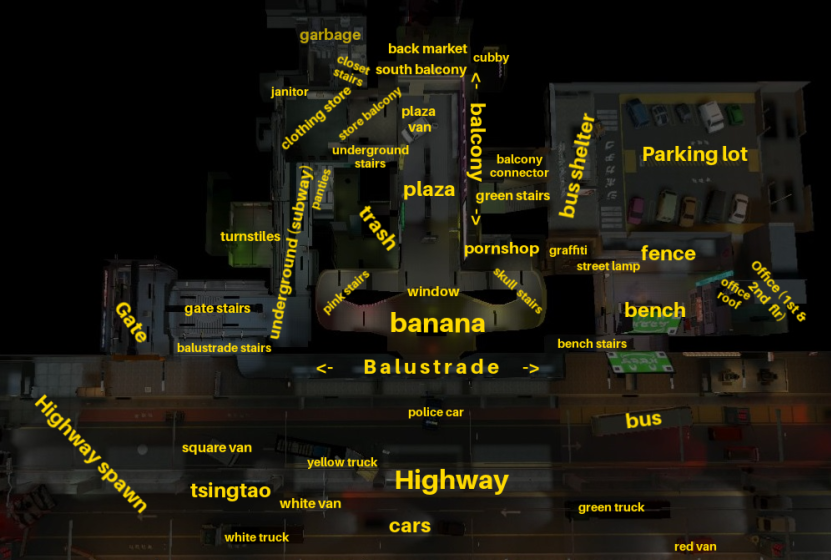 garbage
back market
cubby
closet
stairs
south balcony
janitor
clothing store
store balcony
plaza
van
<- balcony ->
bus shelter
Parking lot
underground
stairs
balcony
connector
panties
plaza
green stairs
trash
turnstiles
underground (subway)
pornshop
graffiti
fence
street lamp
Office (1st &
2nd flr)
office
roof
pink stairs
window
skull stairs
Gate
gate stairs
banana
bench
balustrade stairs
bench stairs
<- Balustrade ->
police car
bus
Highway spawn
square van
yellow truck
tsingtao
Highway
white van
green truck
cars
white truck
red van